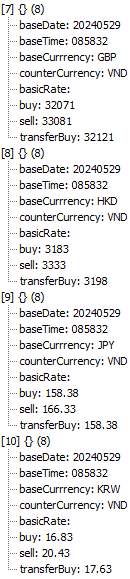 [7] {} (8)
baseDate: 20240529
baseTime: 085832
baseCurrrency: GBP
counterCurrency: VND
basicRate:
buy: 32071
sell: 33081
transferBuy: 32121
[8] {} (8)
baseDate: 20240529
baseTime: 085832
baseCurrrency: HKD
counterCurrency: VND
basicRate:
buy: 3183
sell: 3333
transferBuy: 3198
[9] {} (8)
baseDate: 20240529
baseTime: 085832
baseCurrrency: JPY
counterCurrency: VND
basicRate:
buy: 158.38
sell: 166.33
transferBuy: 158.38
[10] {} (8)
baseDate: 20240529
baseTime: 085832
baseCurrrency: KRW
counterCurrency: VND
basicRate:
buy: 16.83
sell: 20.43
transferBuy: 17.63